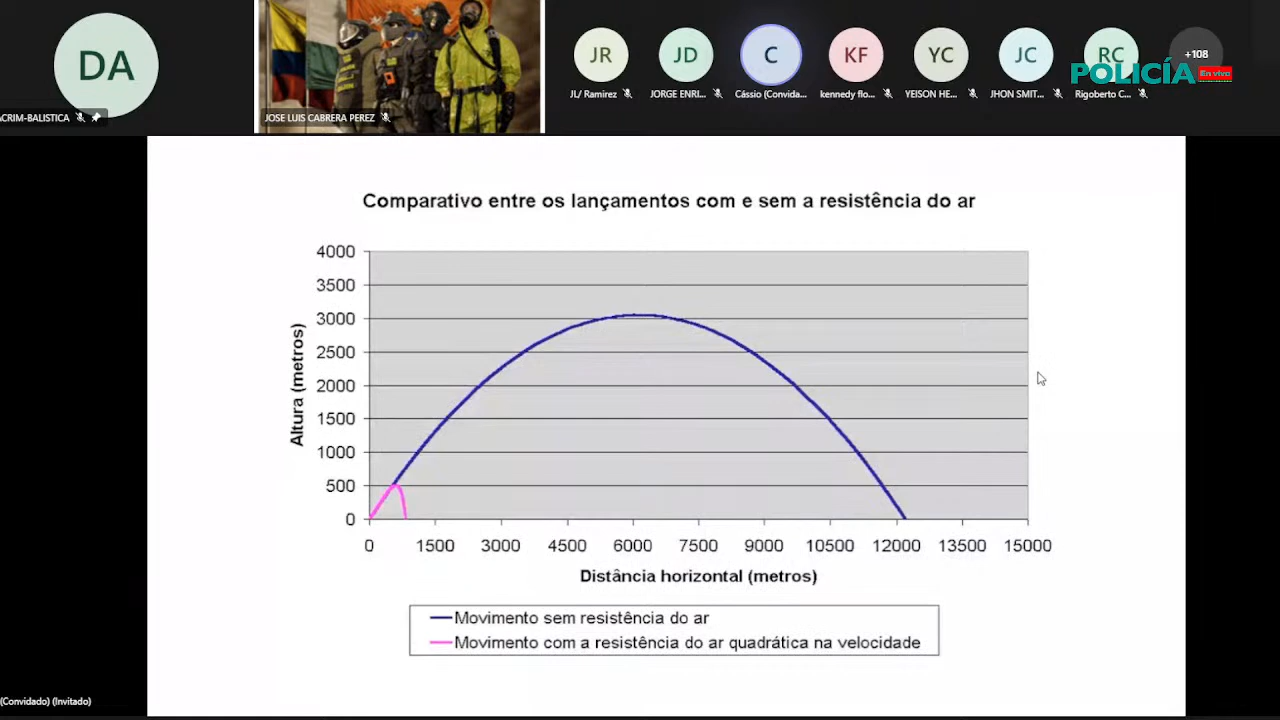 DA
ACRIM-BALISTICA
JOSE LUIS CABRERA PEREZ
JR
JL/ Ramirez
JD
JORGE ENRI...
C
Cássio (Convida...
KF
kennedy flo...
YC
YEISON HE...
JC
JHON SMIT...
RC
Rigoberto C...
+108
POLICÍA En vivo
Comparativo entre os lançamentos com e sem a resistência do ar
Altura (metros)
4000
3500
3000
2500
2000
1500
1000
500
0
0 1500 3000 4500 6000 7500 9000 10500 12000 13500 15000
Distância horizontal (metros)
Movimento sem resistência do ar
Movimento com a resistência do ar quadrática na velocidade
(Convidado) (Invitado)